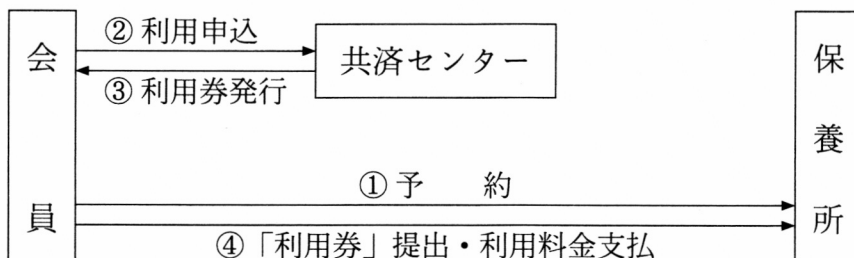 会員
② 利用申込
共済センター
③ 利用券発行
保養所
① 予　約
④「利用券」提出・利用料金支払